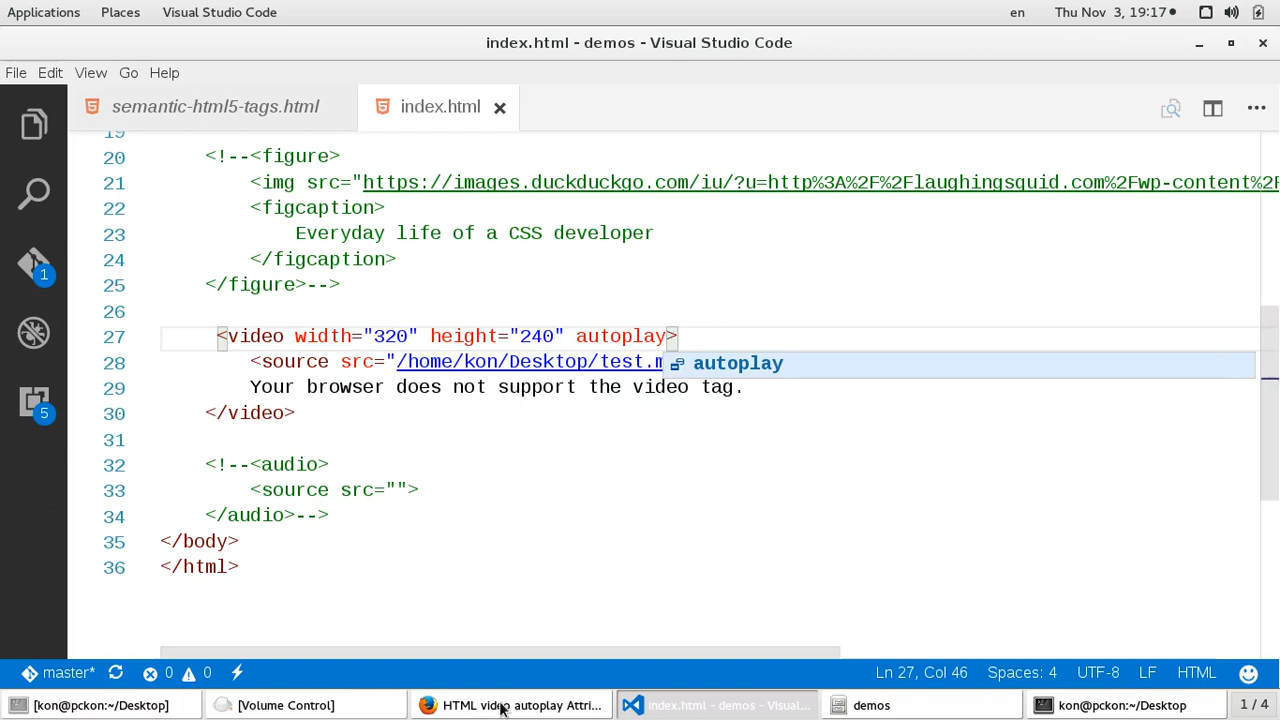 Applications Places Visual Studio Code en Thu Nov 3, 19:17
index.html - demos - Visual Studio Code
File Edit View Go Help
semantic-html5-tags.html index.html
19
20 <!--<figure>
21 <img src="https://images.duckduckgo.com/iu/?u=http%3A%2F%2Flaughingsquid.com%2Fwp-content%2F
22 <figcaption>
23 Everyday life of a CSS developer
24 </figcaption>
25 </figure>-->
26
27 <video width="320" height="240" autoplay>
28 <source src="/home/kon/Desktop/test.m autoplay
29 Your browser does not support the video tag.
30 </video>
31
32 <!--<audio>
33 <source src="">
34 </audio>-->
35 </body>
36 </html>
1
5
master* 0 0 Ln 27, Col 46 Spaces: 4 UTF-8 LF HTML
[kon@pckon:~/Desktop] [Volume Control] HTML video autoplay Attri... index.html - demos - Visual... demos kon@pckon:~/Desktop 1 / 4